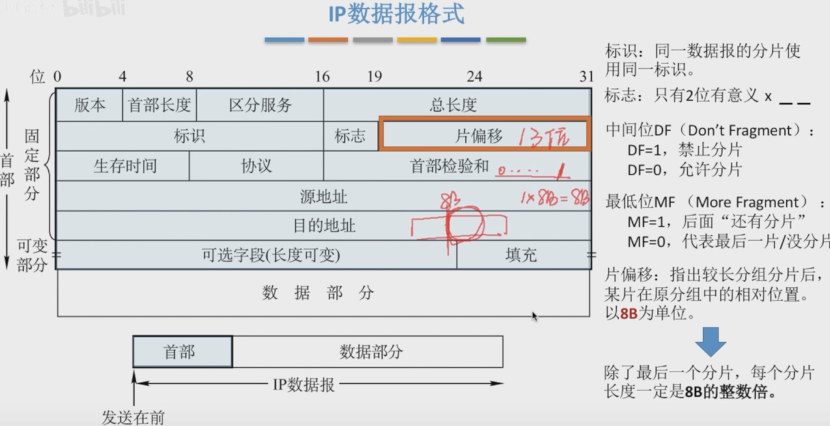 bilibili
IP数据报格式
位 0 4 8 16 19 24 31
版本 首部长度 区分服务 总长度
标识 标志 片偏移 13位
生存时间 协议 首部检验和 0.....1
源地址 1×8B=8B
8B
目的地址
可选字段(长度可变) 填充
数据部分
首部
固定部分
可变部分
首部 数据部分
IP数据报
发送在前
标识：同一数据报的分片使
用同一标识。
标志：只有2位有意义 x _ _
中间位DF（Don't Fragment）：
DF=1，禁止分片
DF=0，允许分片
最低位MF （More Fragment）：
MF=1，后面“还有分片”
MF=0，代表最后一片/没分片
片偏移：指出较长分组分片后，
某片在原分组中的相对位置。
以8B为单位。
除了最后一个分片，每个分片
长度一定是8B的整数倍。